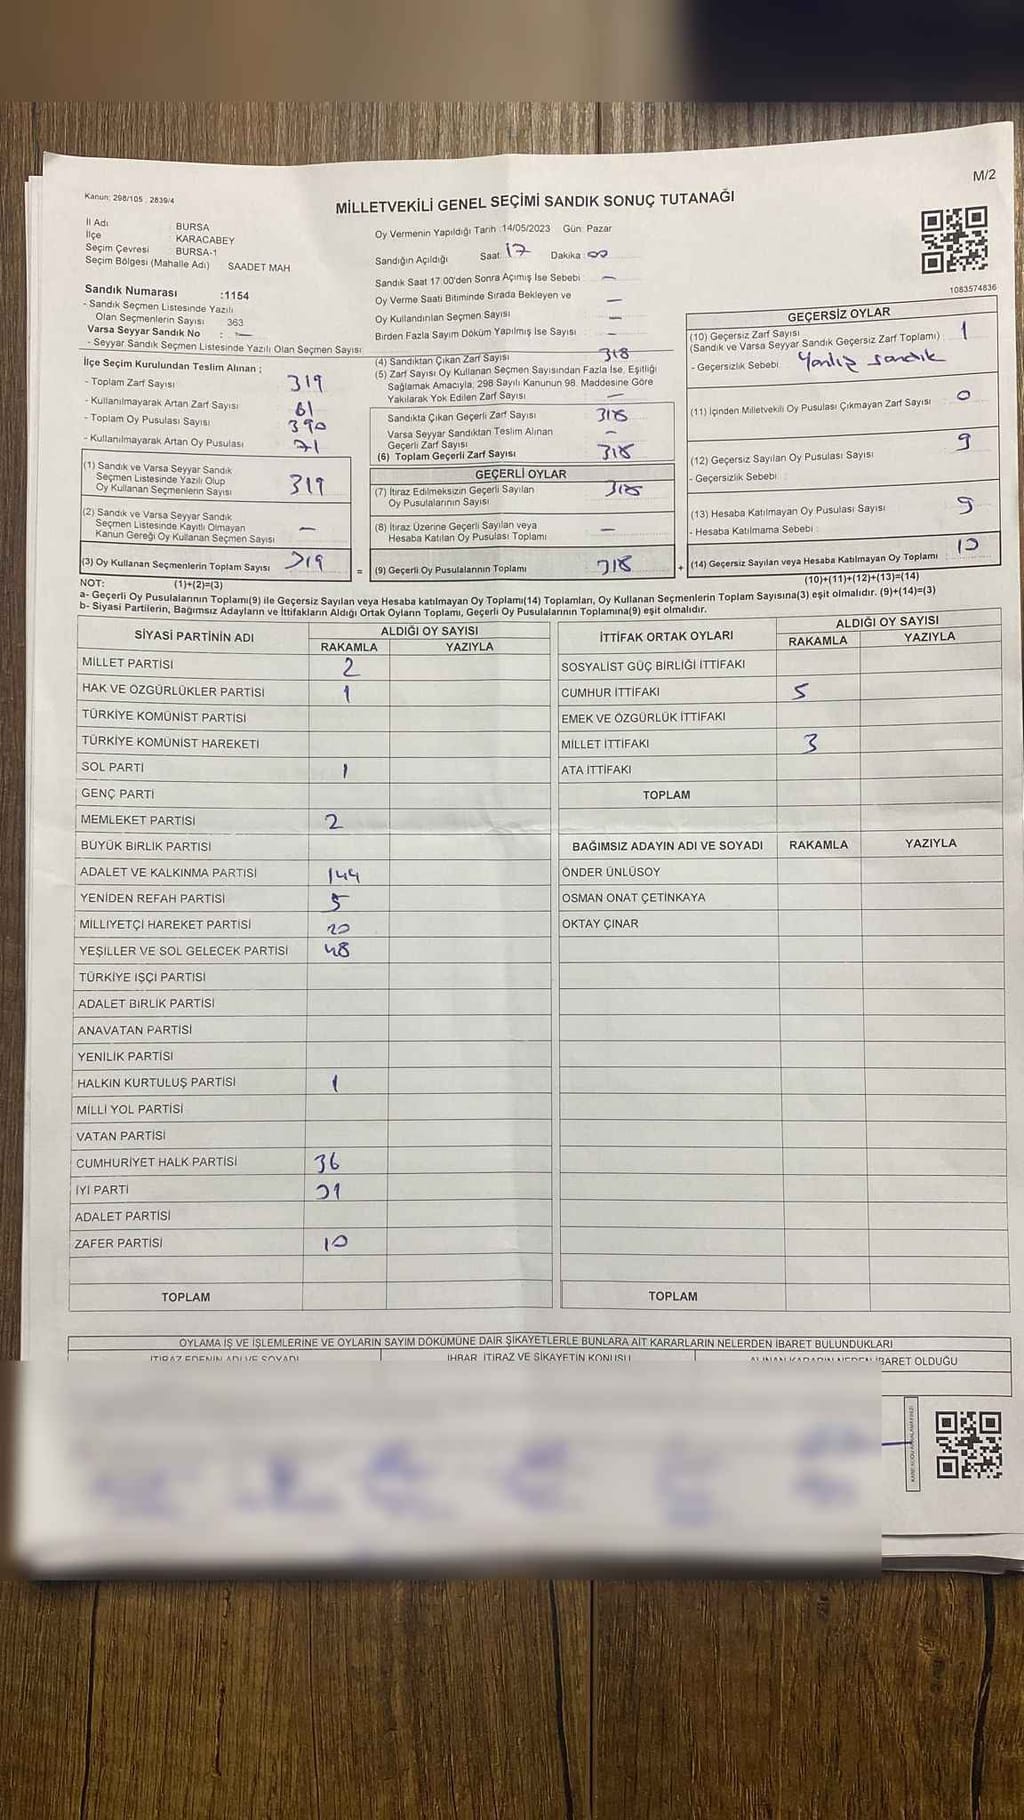 M/2
Kanun: 298/105 , 2839/4
MİLLETVEKİLİ GENEL SEÇİMİ SANDIK SONUÇ TUTANAĞI
İl Adı : BURSA
İlçe KARACABEY
Seçim Çevresi BURSA-1
Seçim Bölgesi (Mahalle Adı) SAADET MAH
Sandık Numarası :1154
- Sandık Seçmen Listesinde Yazılı
Olan Seçmenlerin Sayısı 363
Varsa Seyyar Sandık No : —
- Seyyar Sandık Seçmen Listesinde Yazılı Olan Seçmen Sayısı
İlçe Seçim Kurulundan Teslim Alınan ;
- Toplam Zarf Sayısı 319
- Kullanılmayarak Artan Zarf Sayısı 61
- Toplam Oy Pusulası Sayısı 390
- Kullanılmayarak Artan Oy Pusulası 71
(1) Sandık ve Varsa Seyyar Sandık
Seçmen Listesinde Yazılı Olup
Oy Kullanan Seçmenlerin Sayısı 319
(2) Sandık ve Varsa Seyyar Sandık
Seçmen Listesinde Kayıtlı Olmayan
Kanun Gereği Oy Kullanan Seçmen Sayısı —
(3) Oy Kullanan Seçmenlerin Toplam Sayısı 319 =
Oy Vermenin Yapıldığı Tarih :14/05/2023 Gün: Pazar
Sandığın Açıldığı Saat: 17 Dakika: 00
Sandık Saat 17:00'den Sonra Açımış İse Sebebi : —
Oy Verme Saati Bitiminde Sırada Bekleyen ve —
Oy Kullandırılan Seçmen Sayısı —
Birden Fazla Sayım Döküm Yapılmış İse Sayısı —
(4) Sandıktan Çıkan Zarf Sayısı 318
(5) Zarf Sayısı Oy Kullanan Seçmen Sayısından Fazla İse, Eşitliği
Sağlamak Amacıyla, 298 Sayılı Kanunun 98. Maddesine Göre
Yakılarak Yok Edilen Zarf Sayısı —
Sandıkta Çıkan Geçerli Zarf Sayısı 318
Varsa Seyyar Sandıktan Teslim Alınan
Geçerli Zarf Sayısı —
(6) Toplam Geçerli Zarf Sayısı 318
GEÇERLİ OYLAR
(7) İtiraz Edilmeksizin Geçerli Sayılan
Oy Pusulalarının Sayısı 318
(8) İtiraz Üzerine Geçerli Sayılan veya
Hesaba Katılan Oy Pusulası Toplamı —
(9) Geçerli Oy Pusulalarının Toplamı 318 +
1083574836
GEÇERSİZ OYLAR
(10) Geçersiz Zarf Sayısı
(Sandık ve Varsa Seyyar Sandık Geçersiz Zarf Toplamı) : 1
- Geçersizlik Sebebi Yanlış sandık
(11) İçinden Milletvekili Oy Pusulası Çıkmayan Zarf Sayısı 0
(12) Geçersiz Sayılan Oy Pusulası Sayısı 9
- Geçersizlik Sebebi
(13) Hesaba Katılmayan Oy Pusulası Sayısı 9
- Hesaba Katılmama Sebebi
(14) Geçersiz Sayılan veya Hesaba Katılmayan Oy Toplamı 10
NOT: (1)+(2)=(3) (10)+(11)+(12)+(13)=(14)
a- Geçerli Oy Pusulalarının Toplamı(9) ile Geçersiz Sayılan veya Hesaba katılmayan Oy Toplamı(14) Toplamları, Oy Kullanan Seçmenlerin Toplam Sayısına(3) eşit olmalıdır. (9)+(14)=(3)
b- Siyasi Partilerin, Bağımsız Adayların ve İttifakların Aldığı Ortak Oyların Toplamı, Geçerli Oy Pusulalarının Toplamına(9) eşit olmalıdır.
SİYASİ PARTİNİN ADI ALDIĞI OY SAYISI
RAKAMLA YAZIYLA
MİLLET PARTİSİ 2
HAK VE ÖZGÜRLÜKLER PARTİSİ 1
TÜRKİYE KOMÜNİST PARTİSİ
TÜRKİYE KOMÜNİST HAREKETİ
SOL PARTİ 1
GENÇ PARTİ
MEMLEKET PARTİSİ 2
BÜYÜK BİRLİK PARTİSİ
ADALET VE KALKINMA PARTİSİ 144
YENİDEN REFAH PARTİSİ 5
MİLLİYETÇİ HAREKET PARTİSİ 20
YEŞİLLER VE SOL GELECEK PARTİSİ 48
TÜRKİYE İŞÇİ PARTİSİ
ADALET BİRLİK PARTİSİ
ANAVATAN PARTİSİ
YENİLİK PARTİSİ
HALKIN KURTULUŞ PARTİSİ 1
MİLLİ YOL PARTİSİ
VATAN PARTİSİ
CUMHURİYET HALK PARTİSİ 36
İYİ PARTİ 31
ADALET PARTİSİ
ZAFER PARTİSİ 10
TOPLAM
İTTİFAK ORTAK OYLARI ALDIĞI OY SAYISI
RAKAMLA YAZIYLA
SOSYALİST GÜÇ BİRLİĞİ İTTİFAKI
CUMHUR İTTİFAKI 5
EMEK VE ÖZGÜRLÜK İTTİFAKI
MİLLET İTTİFAKI 3
ATA İTTİFAKI
TOPLAM
BAĞIMSIZ ADAYIN ADI VE SOYADI RAKAMLA YAZIYLA
ÖNDER ÜNLÜSOY
OSMAN ONAT ÇETİNKAYA
OKTAY ÇINAR
TOPLAM
OYLAMA İŞ VE İŞLEMLERİNE VE OYLARIN SAYIM DÖKÜMÜNE DAİR ŞİKAYETLERLE BUNLARA AİT KARARLARIN NELERDEN İBARET BULUNDUKLARI
İTİRAZ EDENİN ADI VE SOYADI İHBAR, İTİRAZ VE ŞİKAYETİN KONUSU ALINAN KARARIN NEDEN İBARET OLDUĞU